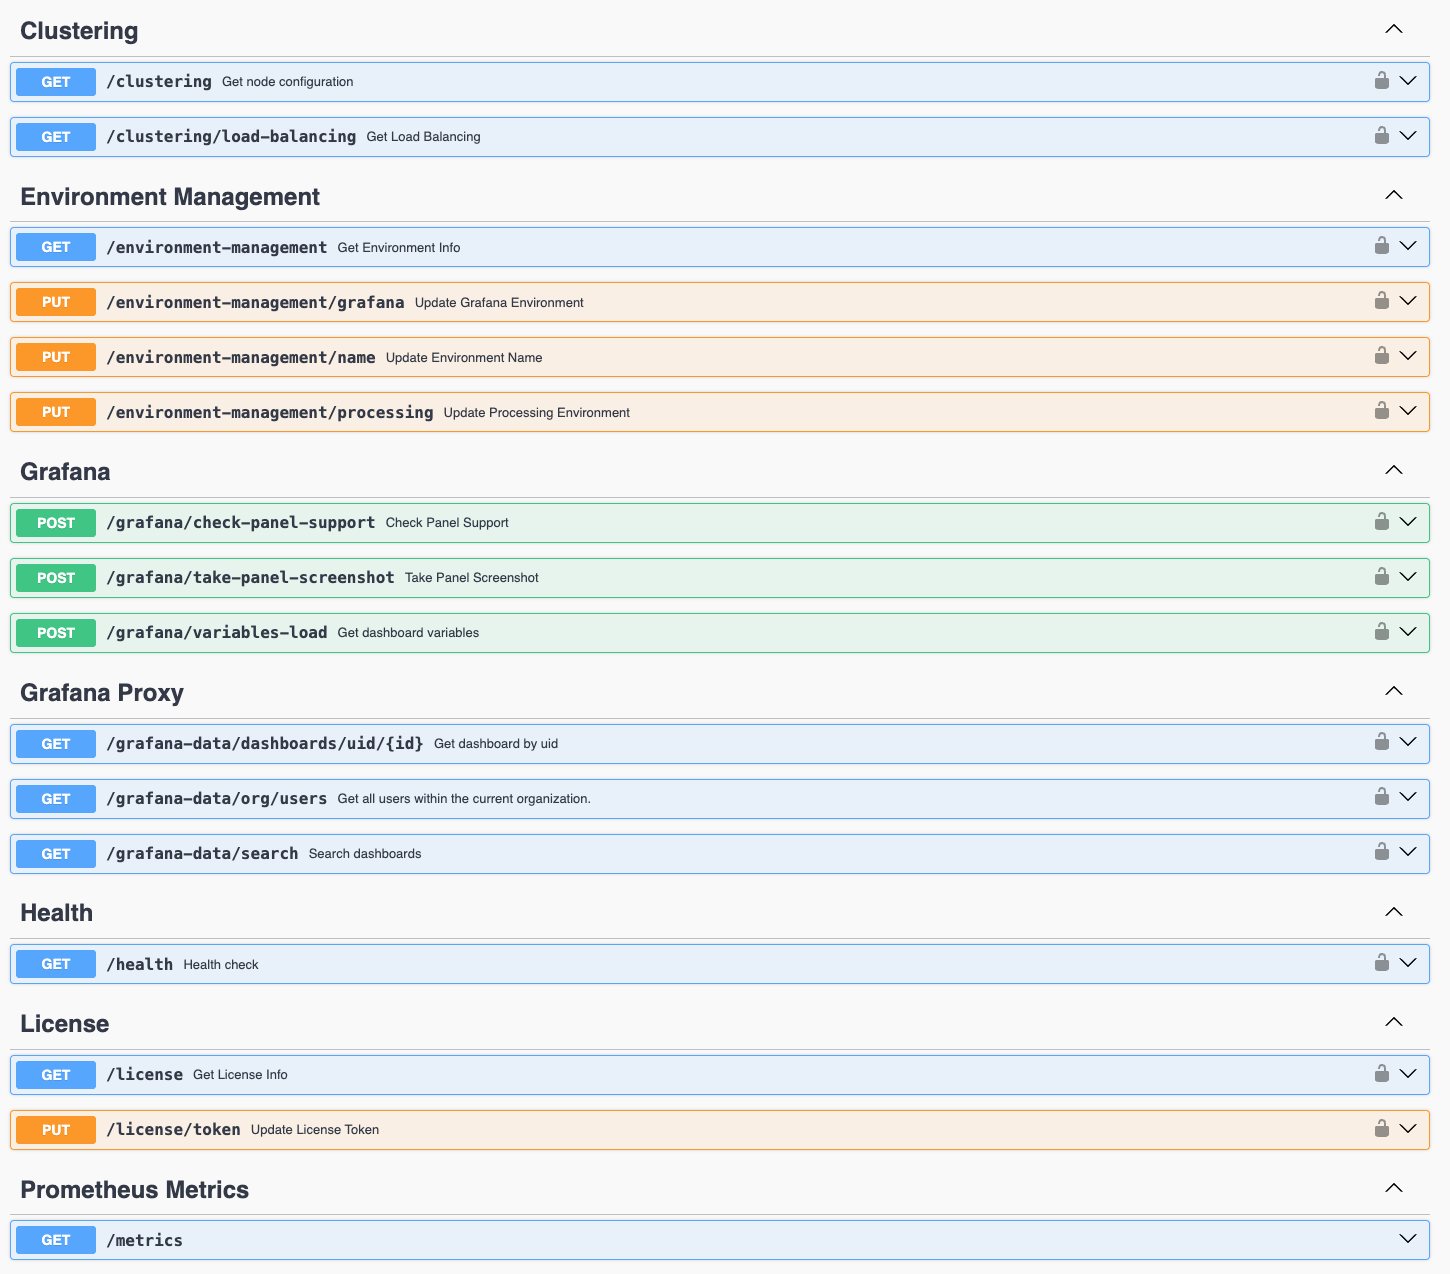 Clustering
GET /clustering Get node configuration
GET /clustering/load-balancing Get Load Balancing
Environment Management
GET /environment-management Get Environment Info
PUT /environment-management/grafana Update Grafana Environment
PUT /environment-management/name Update Environment Name
PUT /environment-management/processing Update Processing Environment
Grafana
POST /grafana/check-panel-support Check Panel Support
POST /grafana/take-panel-screenshot Take Panel Screenshot
POST /grafana/variables-load Get dashboard variables
Grafana Proxy
GET /grafana-data/dashboards/uid/{id} Get dashboard by uid
GET /grafana-data/org/users Get all users within the current organization.
GET /grafana-data/search Search dashboards
Health
GET /health Health check
License
GET /license Get License Info
PUT /license/token Update License Token
Prometheus Metrics
GET /metrics